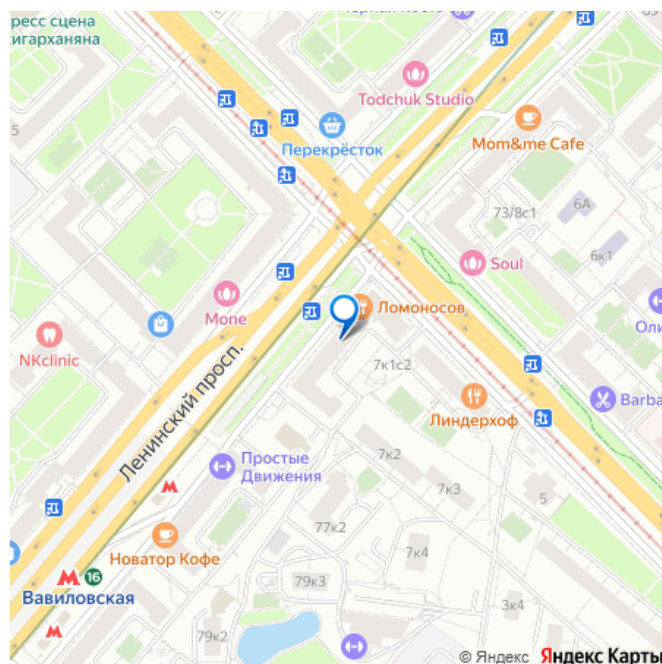 ресс сцена
игарханяна
Todchuk Studio
Перекрёсток
Mom&me Cafe
5
73/8с1
6А
6к1
Soul
Mone
Ломоносов
NKclinic
Оли
7к1с2
Ленинский просп.
Линдерхоф
Barba
Простые
Движения
7к2
7к3
5
77к2
Новатор Кофе
7к4
16
Вавиловская
79к3
3к4
79к2
© Яндекс Яндекс Карты